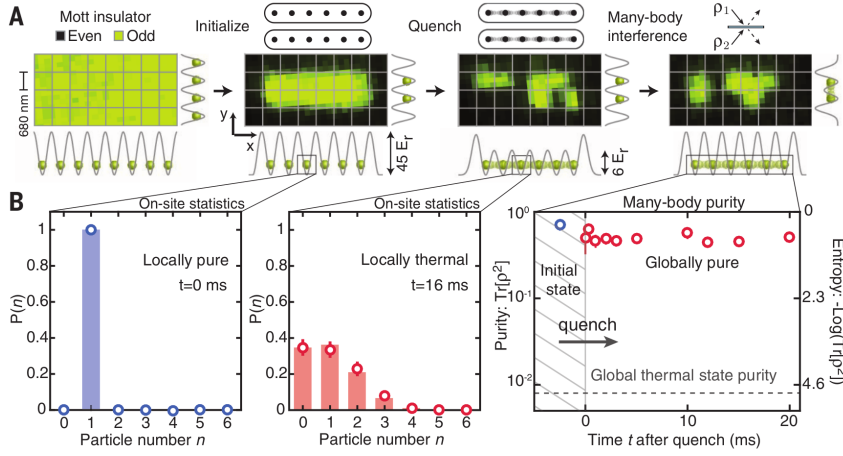 A
Mott insulator
Even Odd
Initialize
Quench
Many-body
interference
ρ1
ρ2
680 nm
y
x
45 Er
6 Er
B
On-site statistics
On-site statistics
Many-body purity
P(n)
1
0.8
0.6
0.4
0.2
0
Locally pure
t=0 ms
0 1 2 3 4 5 6
Particle number n
P(n)
1
0.8
0.6
0.4
0.2
0
Locally thermal
t=16 ms
0 1 2 3 4 5 6
Particle number n
Purity: Tr[ρ²]
10⁰
10⁻¹
10⁻²
Initial
state
quench
Globally pure
Global thermal state purity
0
2.3
4.6
Entropy: -Log(Tr[ρ²])
0 10 20
Time t after quench (ms)